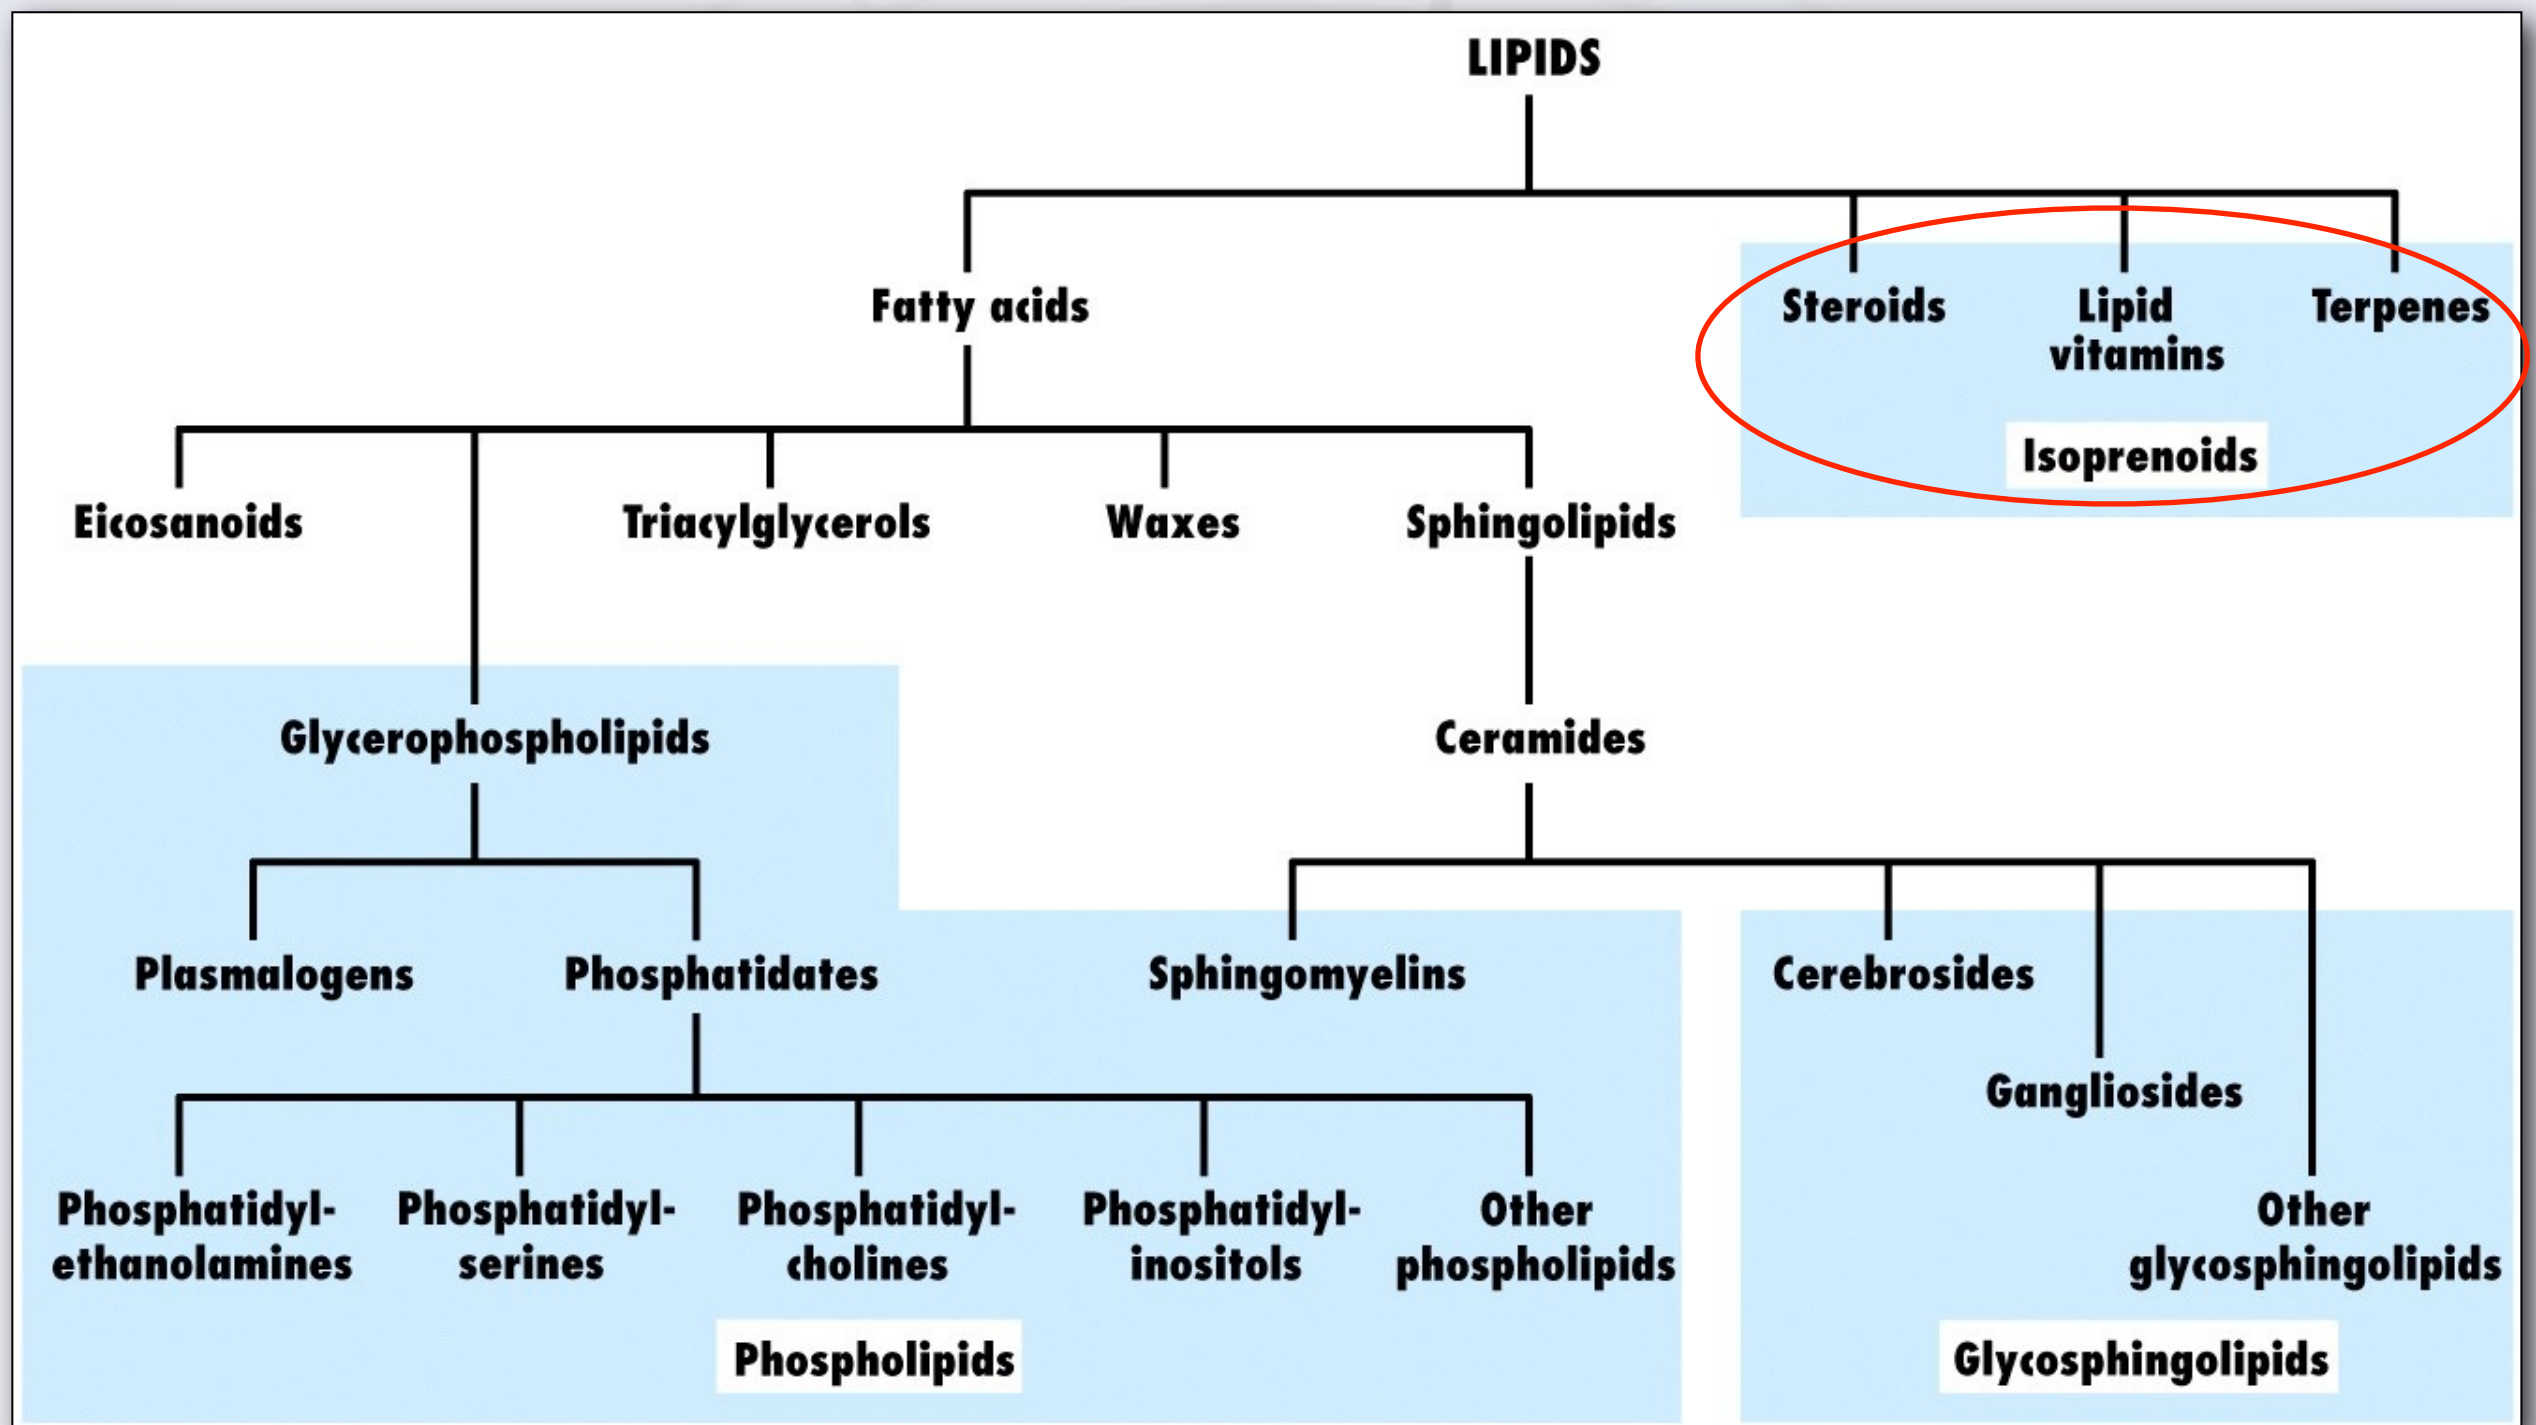 LIPIDS
Fatty acids
Steroids
Lipid
vitamins
Terpenes
Isoprenoids
Eicosanoids
Triacylglycerols
Waxes
Sphingolipids
Glycerophospholipids
Ceramides
Plasmalogens
Phosphatidates
Sphingomyelins
Cerebrosides
Gangliosides
Phosphatidyl-
ethanolamines
Phosphatidyl-
serines
Phosphatidyl-
cholines
Phosphatidyl-
inositols
Other
phospholipids
Other
glycosphingolipids
Phospholipids
Glycosphingolipids